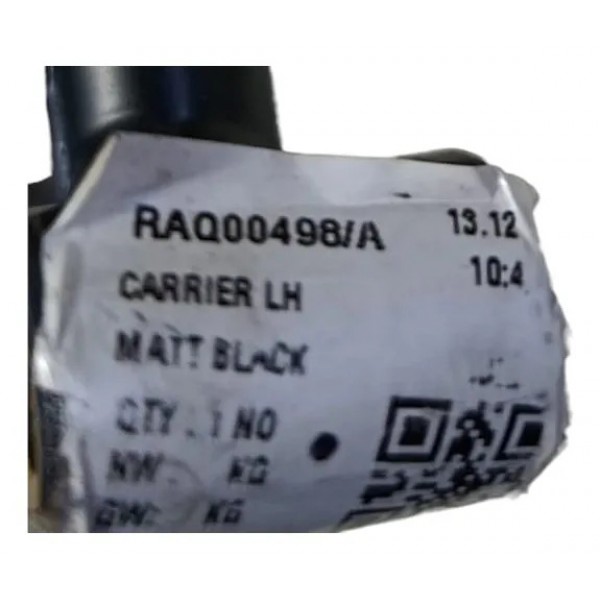 RAQ00498/A 13.12
CARRIER LH 10:4
MATT BLACK
QTY : 1 NO
NW: KG
GW: KG